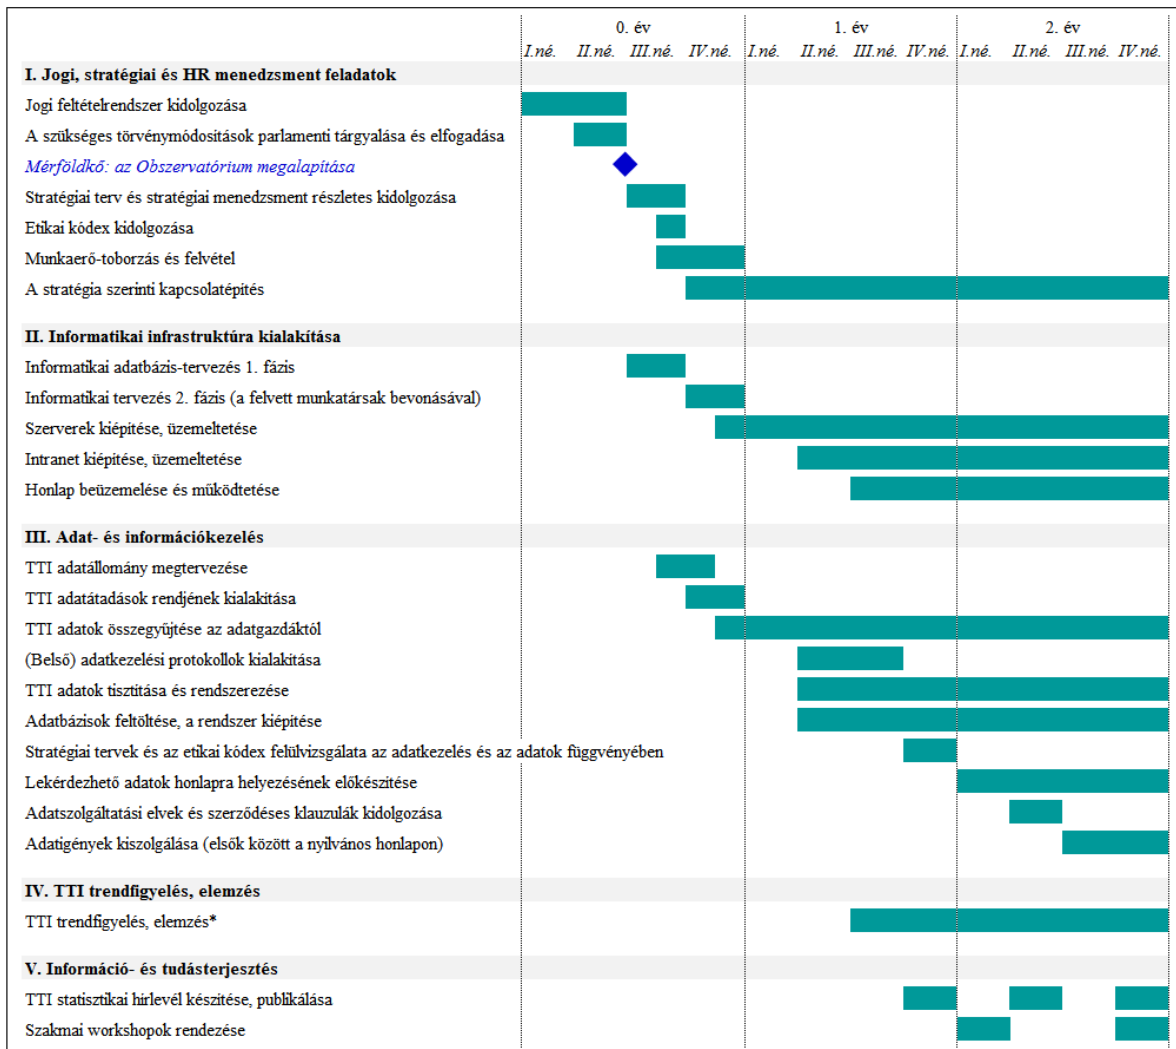 0. év 1. év 2. év
I.né. II.né. III.né. IV.né. I.né. II.né. III.né. IV.né. I.né. II.né. III.né. IV.né.
I. Jogi, stratégiai és HR menedzsment feladatok
Jogi feltételrendszer kidolgozása
A szükséges törvénymódosítások parlamenti tárgyalása és elfogadása
Mérföldkő: az Obszervatórium megalapítása
Stratégiai terv és stratégiai menedzsment részletes kidolgozása
Etikai kódex kidolgozása
Munkaerő-toborzás és felvétel
A stratégia szerinti kapcsolatépítés
II. Informatikai infrastruktúra kialakítása
Informatikai adatbázis-tervezés 1. fázis
Informatikai tervezés 2. fázis (a felvett munkatársak bevonásával)
Szerverek kiépítése, üzemeltetése
Intranet kiépítése, üzemeltetése
Honlap beüzemelése és működtetése
III. Adat- és információkezelés
TTI adatállomány megtervezése
TTI adatátadások rendjének kialakítása
TTI adatok összegyűjtése az adatgazdáktól
(Belső) adatkezelési protokollok kialakítása
TTI adatok tisztítása és rendszerezése
Adatbázisok feltöltése, a rendszer kiépítése
Stratégiai tervek és az etikai kódex felülvizsgálata az adatkezelés és az adatok függvényében
Lekérdezhető adatok honlapra helyezésének előkészítése
Adatszolgáltatási elvek és szerződéses klauzulák kidolgozása
Adatigények kiszolgálása (elsők között a nyilvános honlapon)
IV. TTI trendfigyelés, elemzés
TTI trendfigyelés, elemzés*
V. Információ- és tudásterjesztés
TTI statisztikai hírlevél készítése, publikálása
Szakmai workshopok rendezése